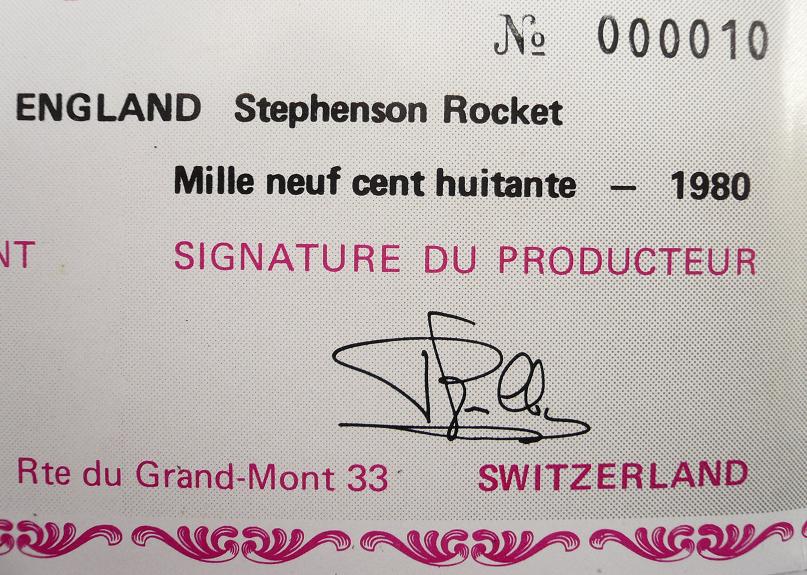 № 000010
ENGLAND Stephenson Rocket
Mille neuf cent huitante — 1980
NT SIGNATURE DU PRODUCTEUR
Rte du Grand-Mont 33 SWITZERLAND